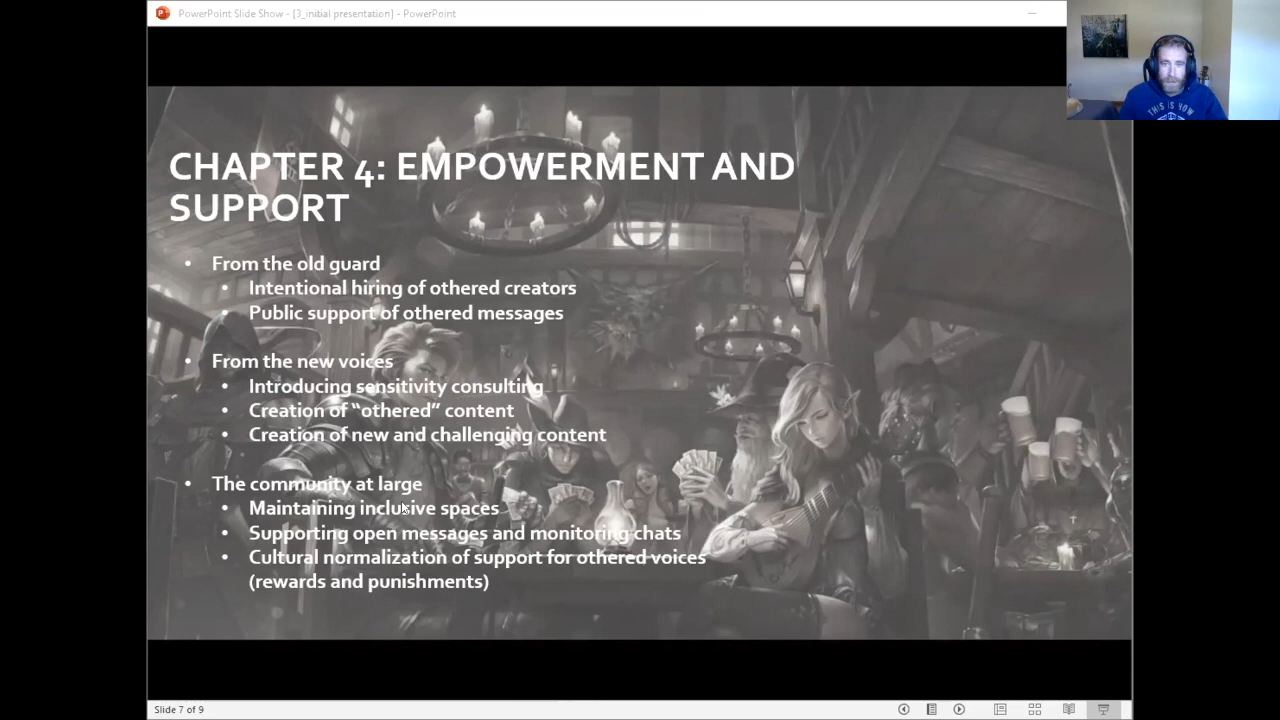 PowerPoint Slide Show - [3_initial presentation] - PowerPoint
THIS IS HOW
CHAPTER 4: EMPOWERMENT AND
SUPPORT
• From the old guard
• Intentional hiring of othered creators
• Public support of othered messages
• From the new voices
• Introducing sensitivity consulting
• Creation of “othered” content
• Creation of new and challenging content
• The community at large
• Maintaining inclusive spaces
• Supporting open messages and monitoring chats
• Cultural normalization of support for othered voices
(rewards and punishments)
Slide 7 of 9